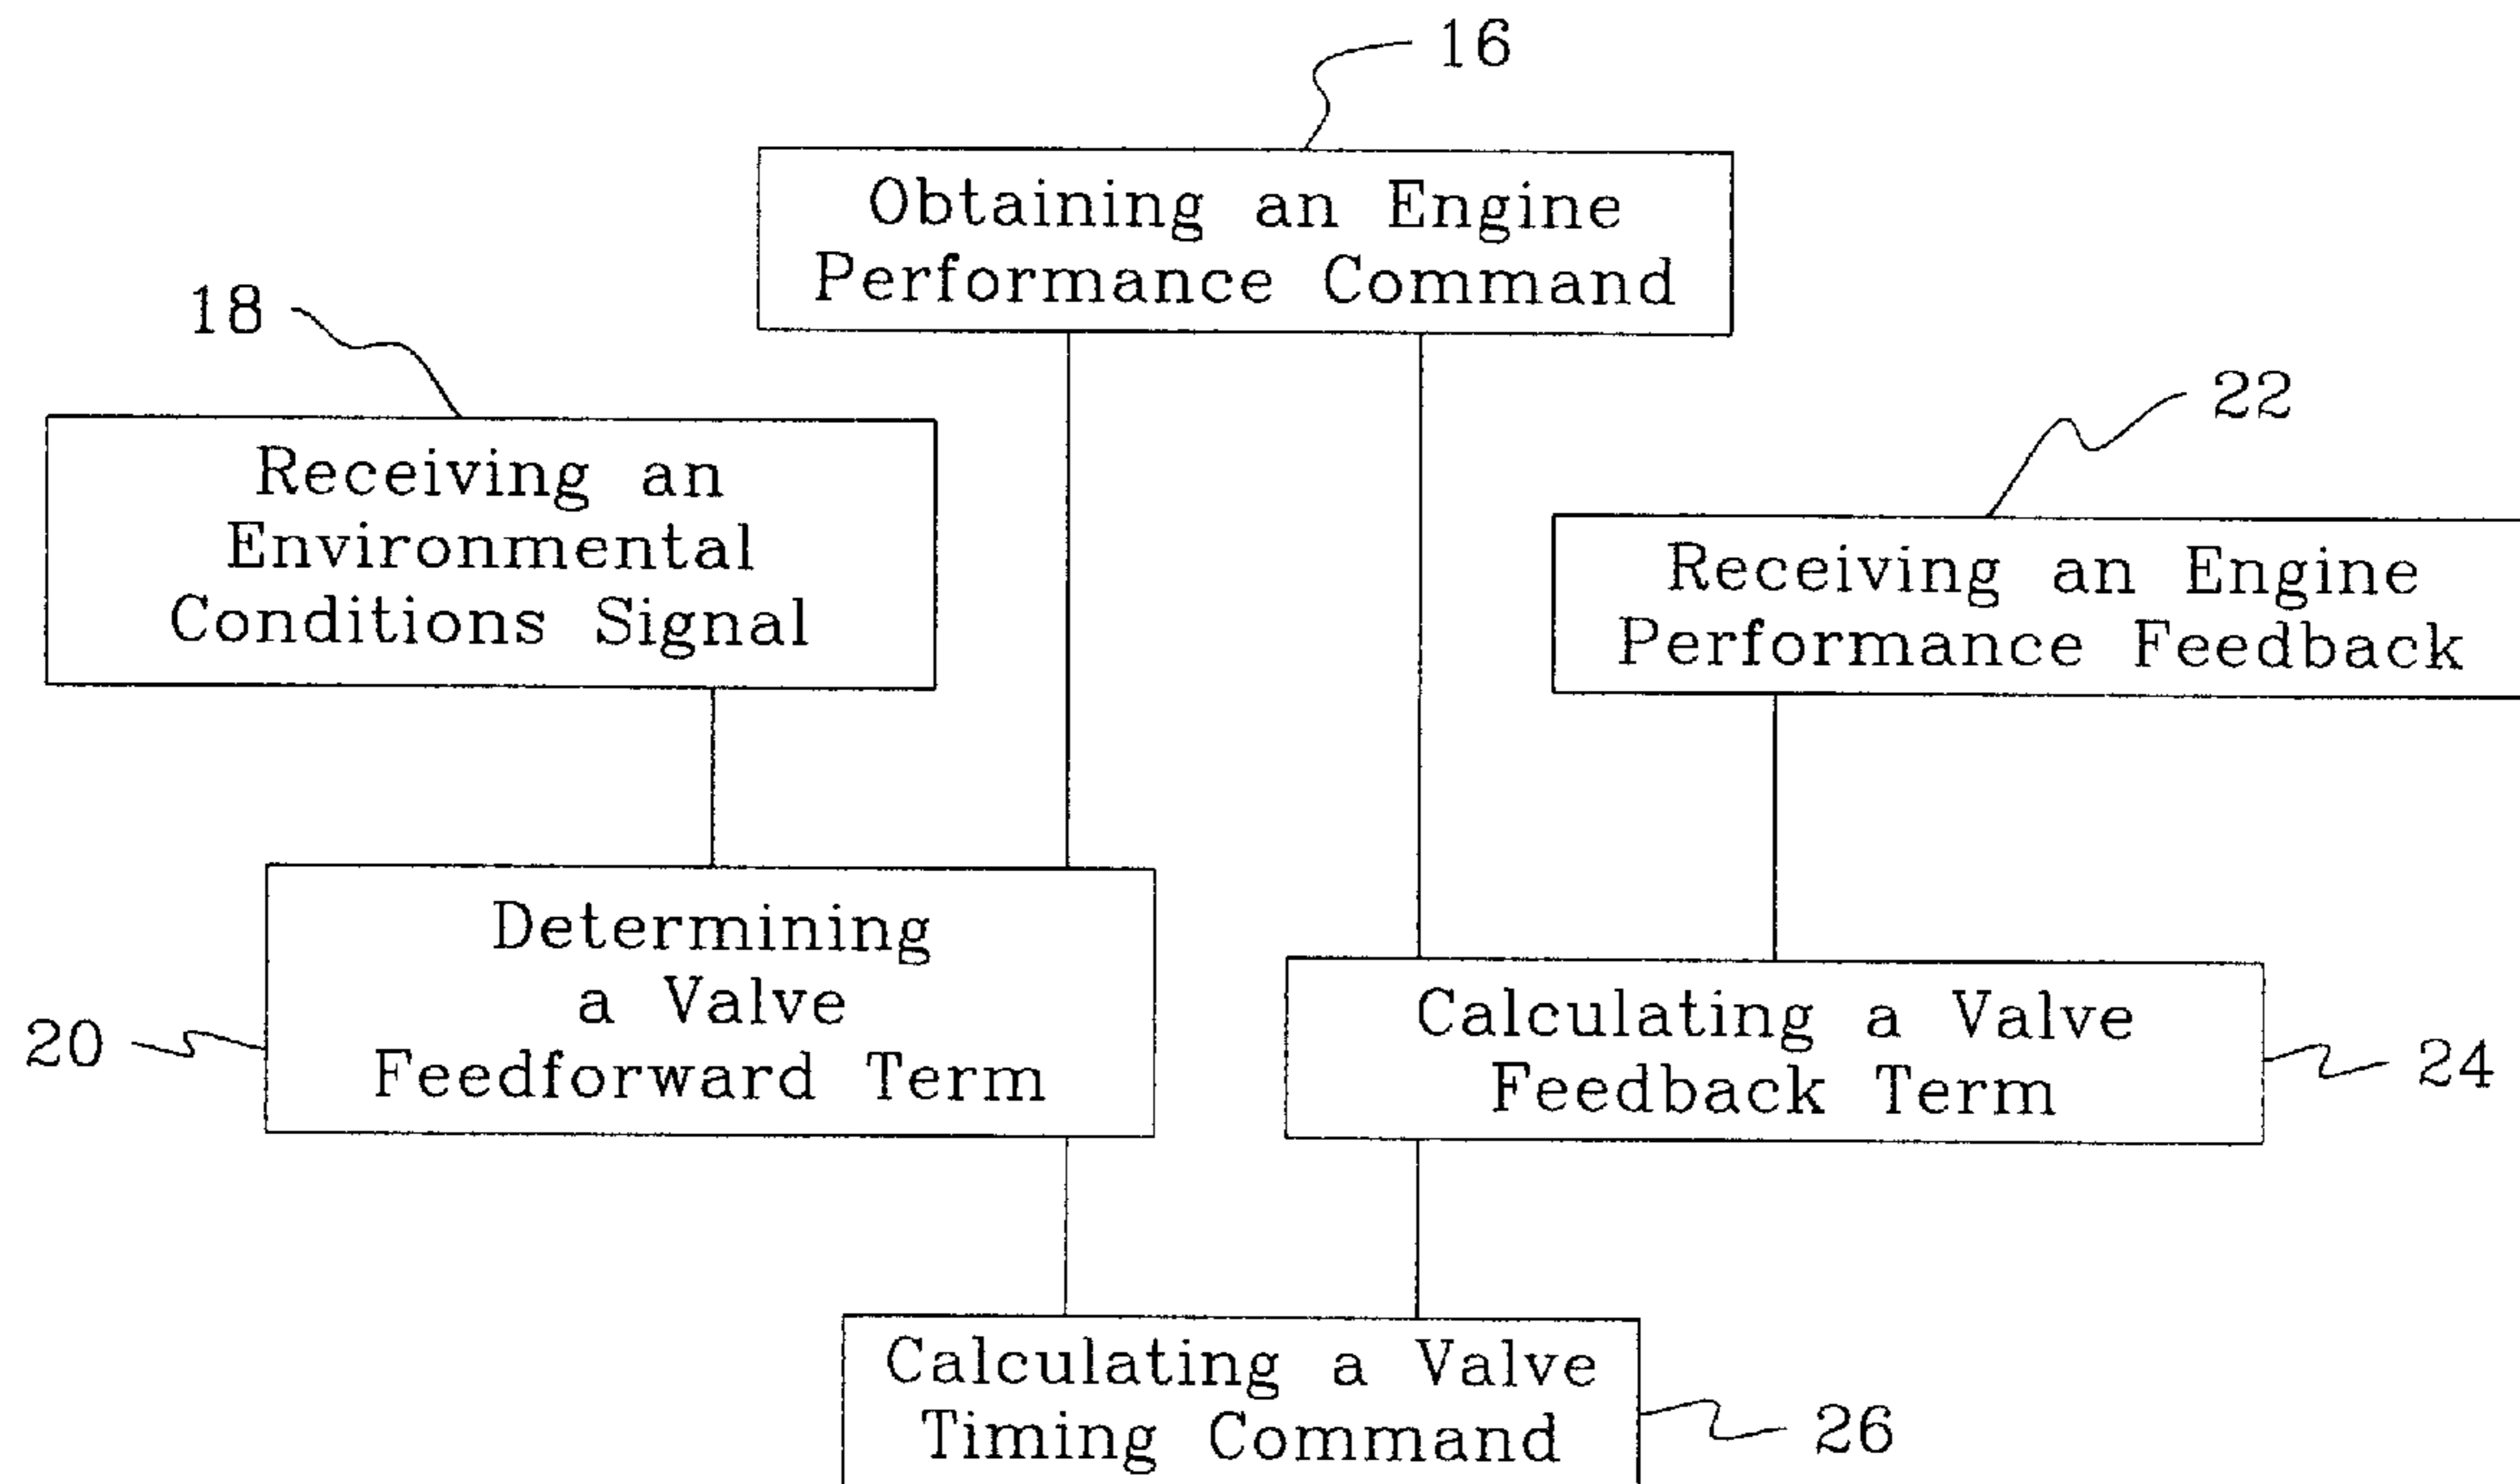 16
Obtaining an Engine
Performance Command
18
Receiving an
Environmental
Conditions Signal
22
Receiving an Engine
Performance Feedback
20
Determining
a Valve
Feedforward Term
Calculating a Valve
Feedback Term
24
Calculating a Valve
Timing Command
26